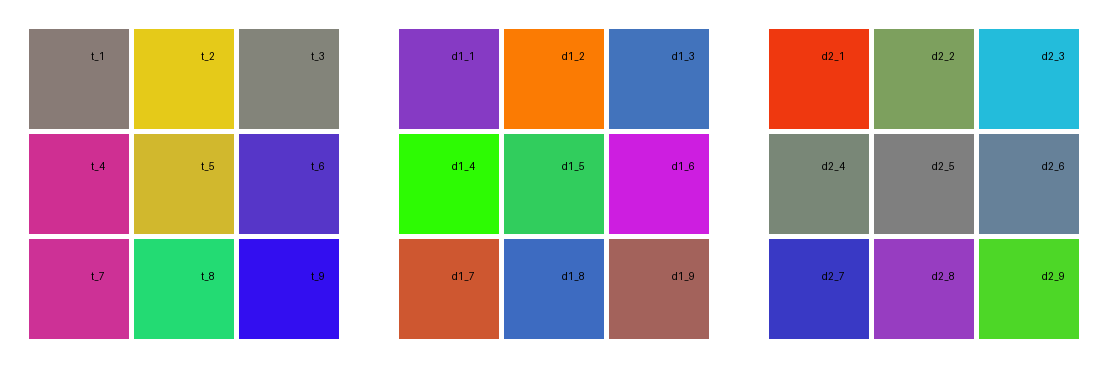 t_1 t_2 t_3 d1_1 d1_2 d1_3 d2_1 d2_2 d2_3
t_4 t_5 t_6 d1_4 d1_5 d1_6 d2_4 d2_5 d2_6
t_7 t_8 t_9 d1_7 d1_8 d1_9 d2_7 d2_8 d2_9